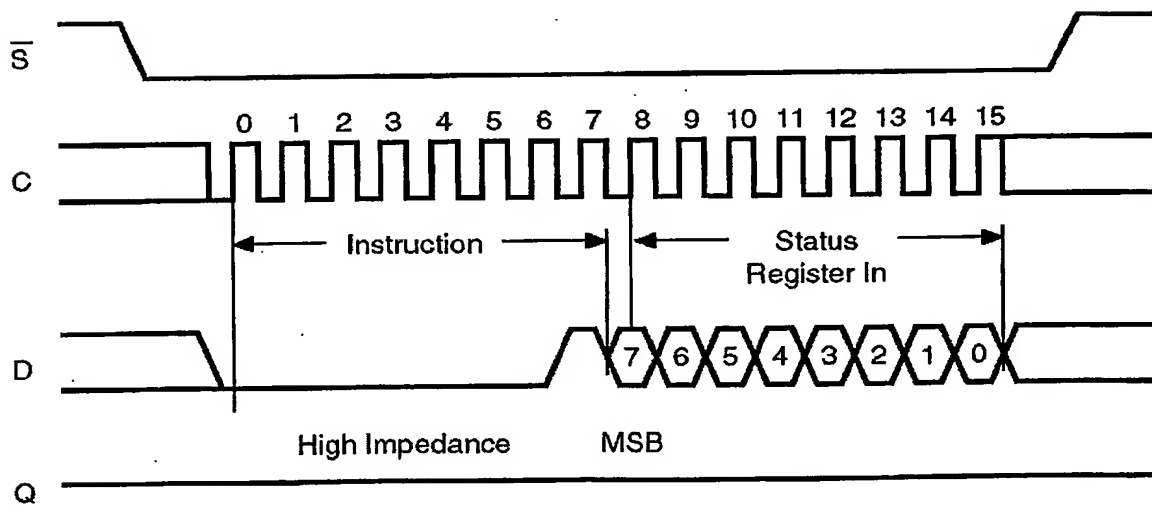 S̅
0 1 2 3 4 5 6 7 8 9 10 11 12 13 14 15
C
Instruction
Status
Register In
D
7 6 5 4 3 2 1 0
High Impedance MSB
Q